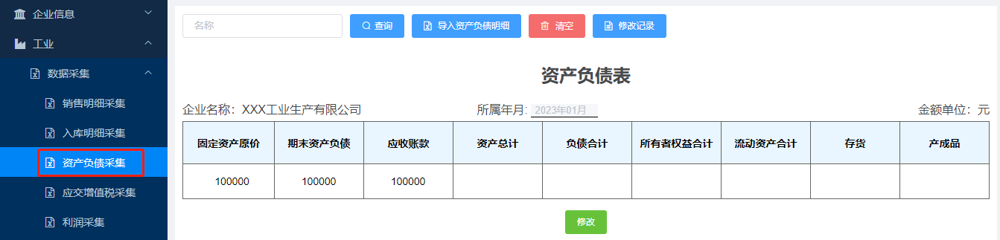 企业信息
工业
数据采集
销售明细采集
入库明细采集
资产负债采集
应交增值税采集
利润采集
名称 查询 导入资产负债明细 清空 修改记录
资产负债表
企业名称：XXX工业生产有限公司 所属年月: 2023年01月 金额单位：元
固定资产原价 期末资产负债 应收账款 资产总计 负债合计 所有者权益合计 流动资产合计 存货 产成品
100000 100000 100000
修改